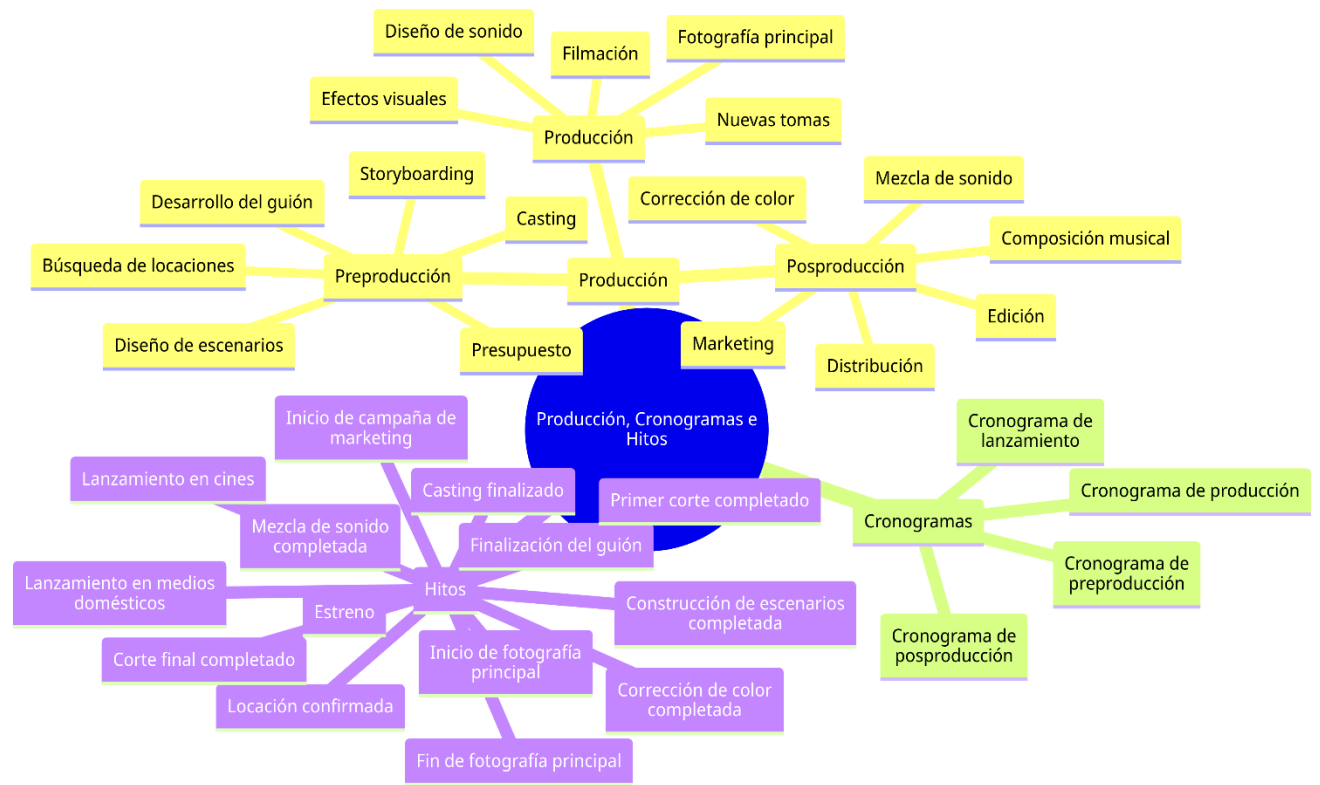 Diseño de sonido
Filmación
Fotografía principal
Efectos visuales
Nuevas tomas
Producción
Storyboarding
Desarrollo del guión
Casting
Búsqueda de locaciones
Preproducción
Diseño de escenarios
Presupuesto
Producción
Corrección de color
Mezcla de sonido
Composición musical
Posproducción
Edición
Marketing
Distribución
Producción, Cronogramas e
Hitos
Cronograma de
lanzamiento
Cronograma de producción
Cronogramas
Cronograma de
preproducción
Cronograma de
posproducción
Inicio de campaña de
marketing
Lanzamiento en cines
Casting finalizado
Primer corte completado
Mezcla de sonido
completada
Finalización del guión
Hitos
Lanzamiento en medios
domésticos
Estreno
Construcción de escenarios
completada
Corte final completado
Inicio de fotografía
principal
Locación confirmada
Corrección de color
completada
Fin de fotografía principal